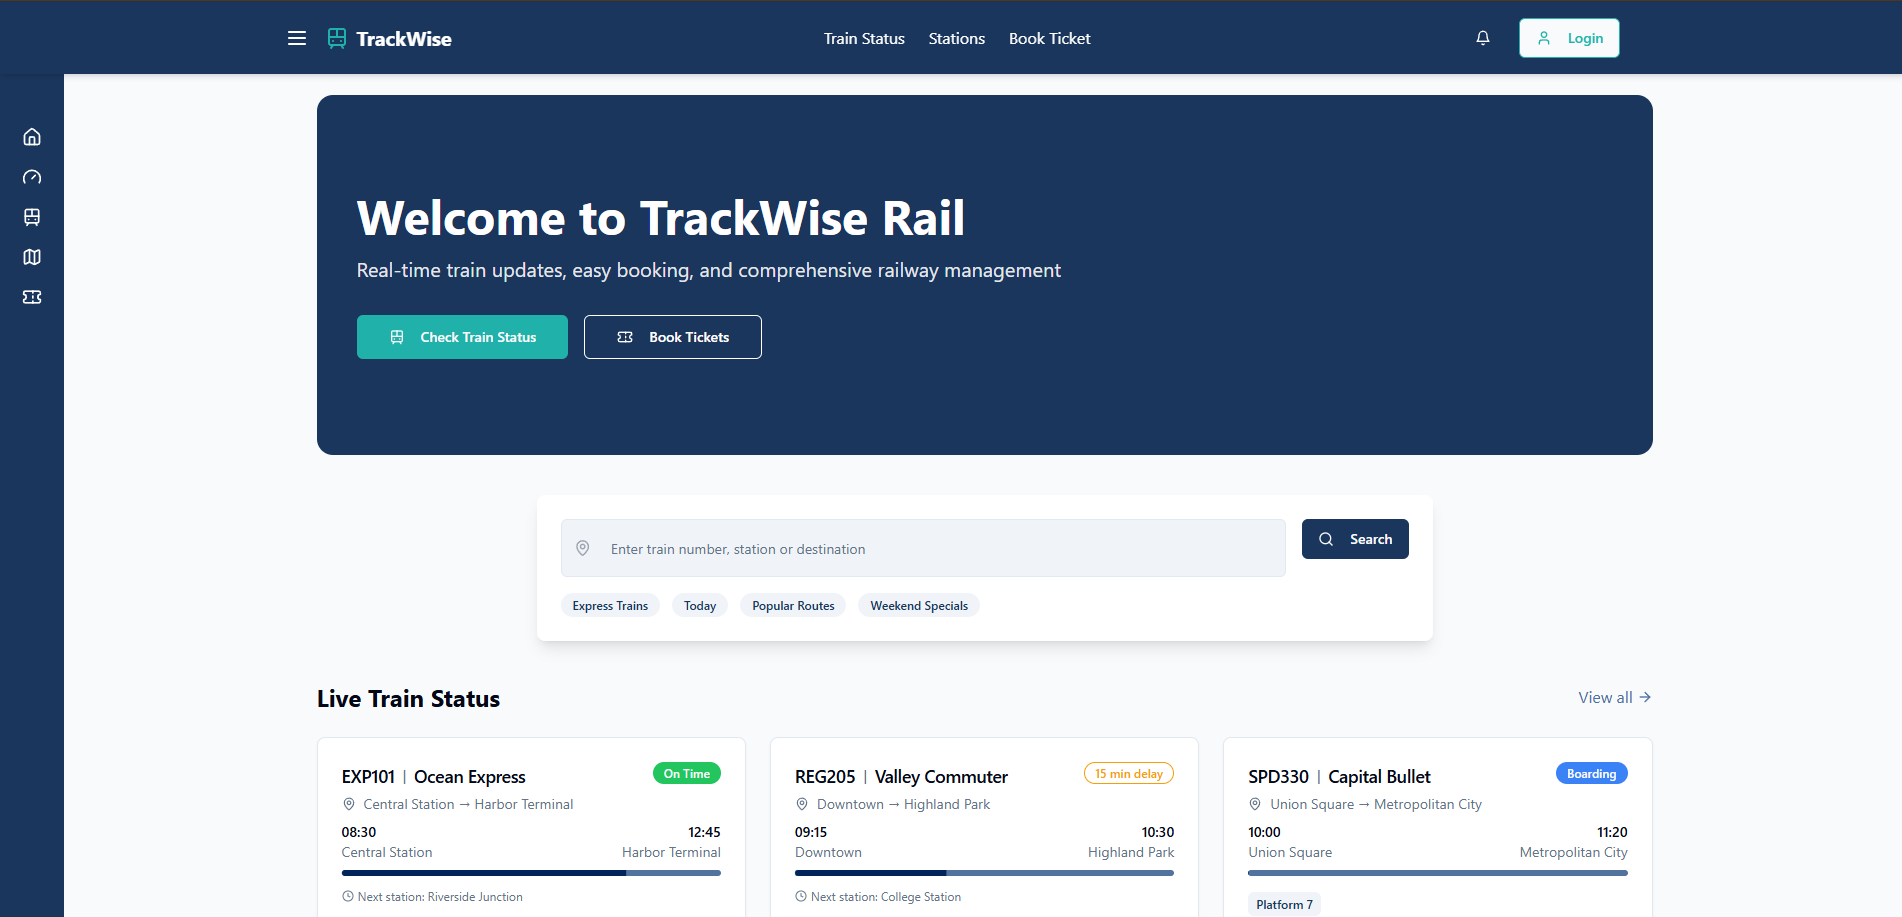 TrackWise
Train Status
Stations
Book Ticket
Login
Welcome to TrackWise Rail
Real-time train updates, easy booking, and comprehensive railway management
Check Train Status
Book Tickets
Enter train number, station or destination
Search
Express Trains
Today
Popular Routes
Weekend Specials
Live Train Status
View all →
EXP101 | Ocean Express
On Time
Central Station → Harbor Terminal
08:30
12:45
Central Station
Harbor Terminal
Next station: Riverside Junction
REG205 | Valley Commuter
15 min delay
Downtown → Highland Park
09:15
10:30
Downtown
Highland Park
Next station: College Station
SPD330 | Capital Bullet
Boarding
Union Square → Metropolitan City
10:00
11:20
Union Square
Metropolitan City
Platform 7